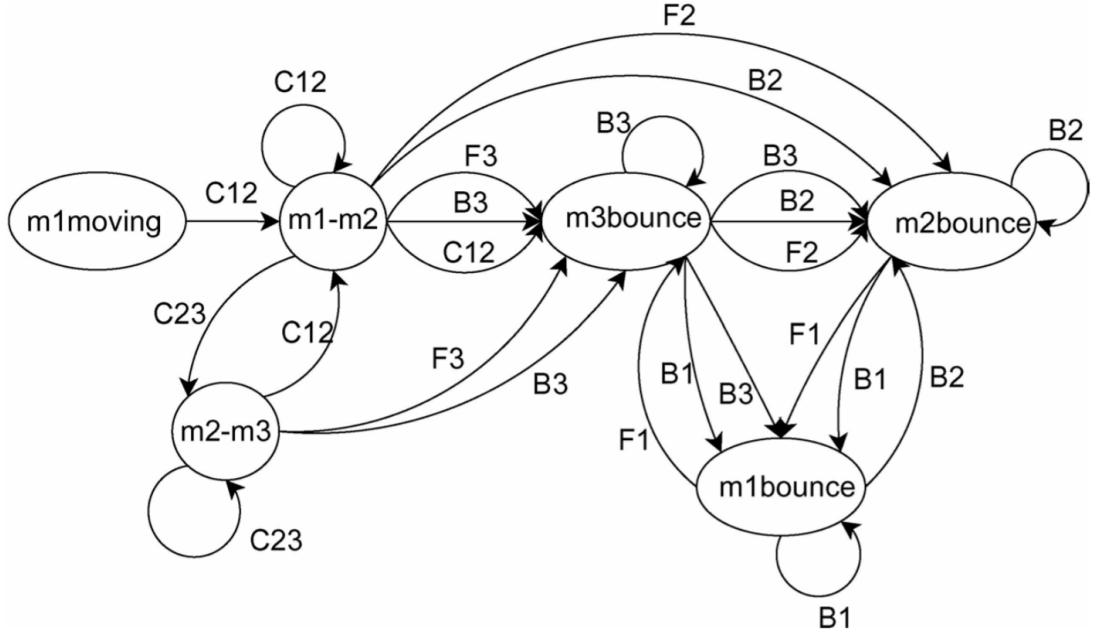 F2
B2
C12
B3
B2
F3
B3
C12
B3
B2
m1moving
m1-m2
m3bounce
m2bounce
C12
F2
C23
C12
F3
B3
B1
B3
F1
B1
B2
m2-m3
F1
m1bounce
C23
B1